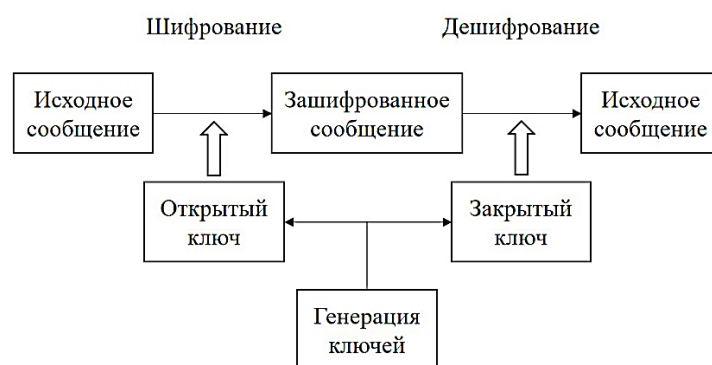 Шифрование
Дешифрование
Исходное
сообщение
Зашифрованное
сообщение
Исходное
сообщение
Открытый
ключ
Закрытый
ключ
Генерация
ключей